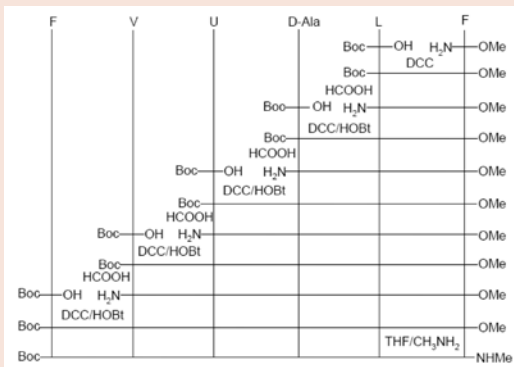 F V U D-Ala L F
Boc OH H₂N OMe
DCC
Boc OMe
HCOOH
Boc OH H₂N OMe
DCC/HOBt
Boc OMe
HCOOH
Boc OH H₂N OMe
DCC/HOBt
Boc OMe
HCOOH
Boc OH H₂N OMe
DCC/HOBt
Boc OMe
HCOOH
Boc OH H₂N OMe
DCC/HOBt
Boc OMe
THF/CH₃NH₂
Boc NHMe